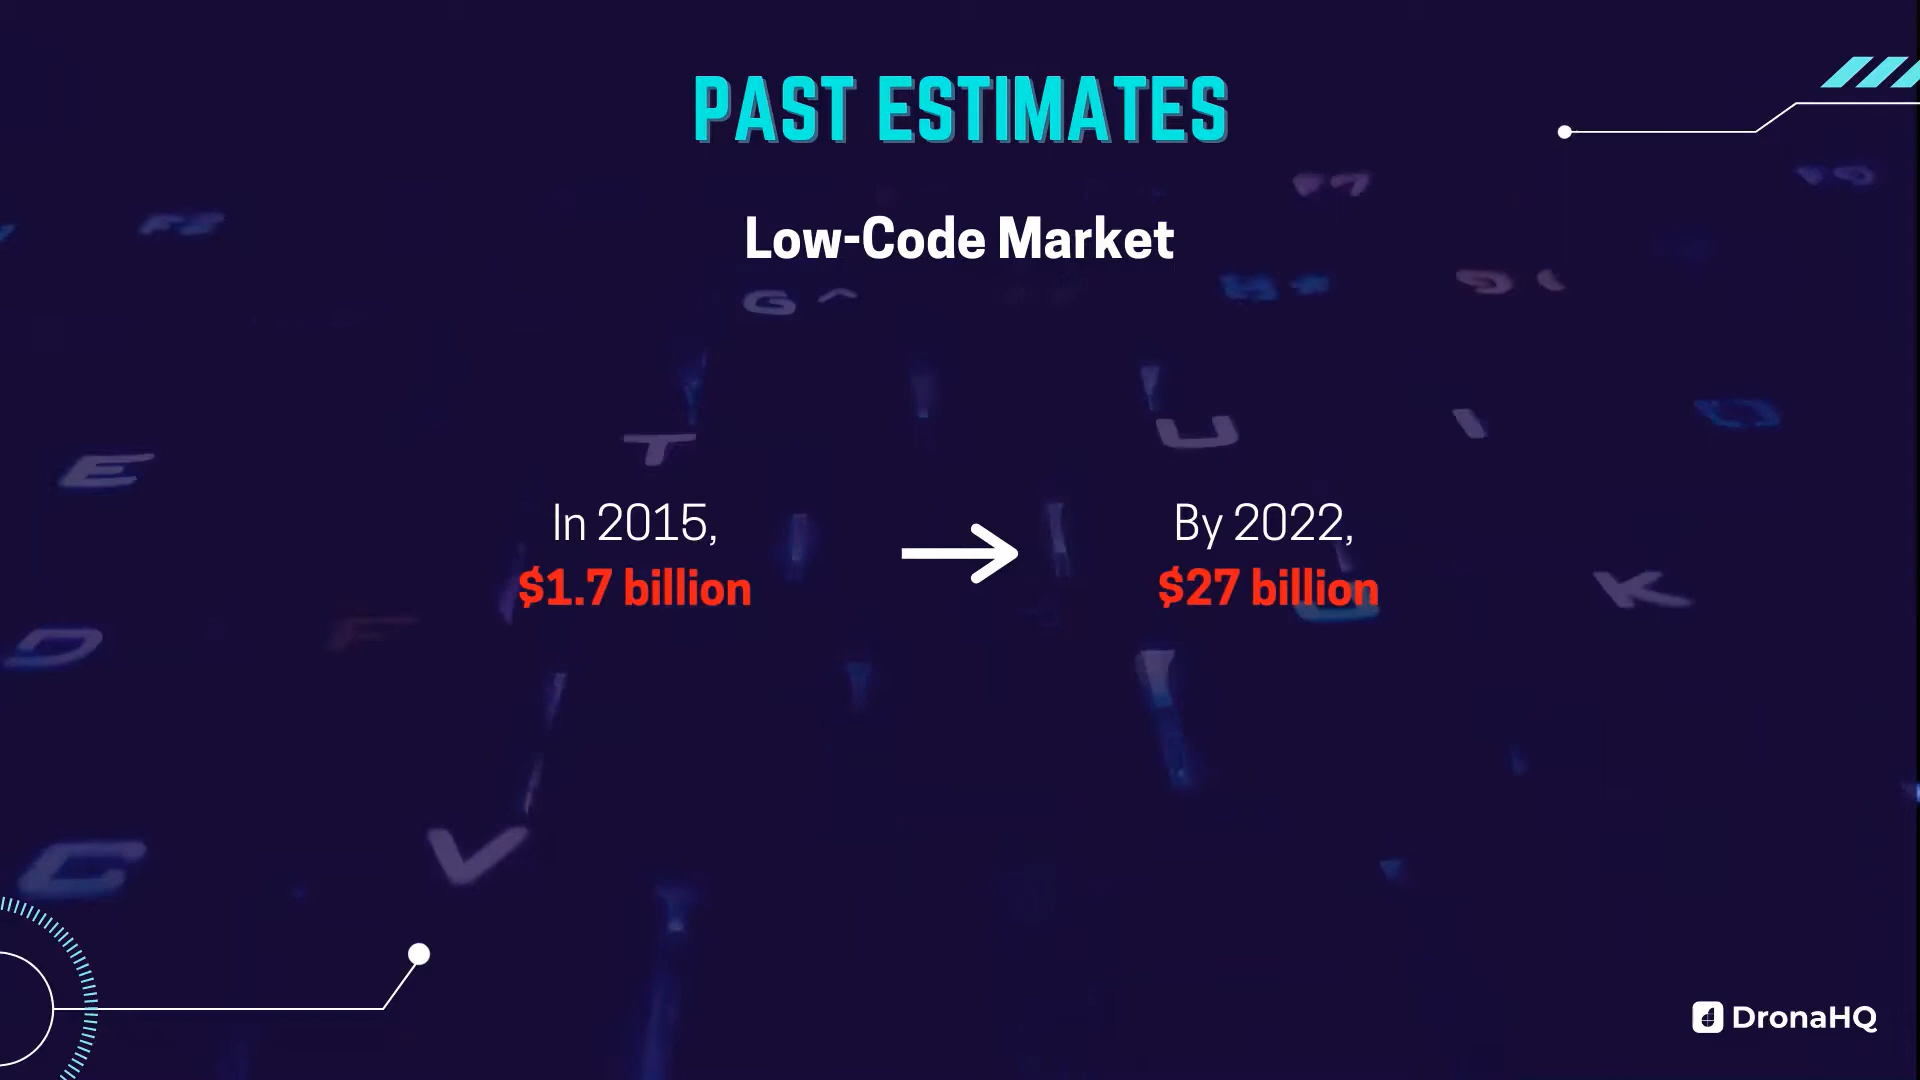 PAST ESTIMATES
Low-Code Market
In 2015,
$1.7 billion
By 2022,
$27 billion
DronaHQ